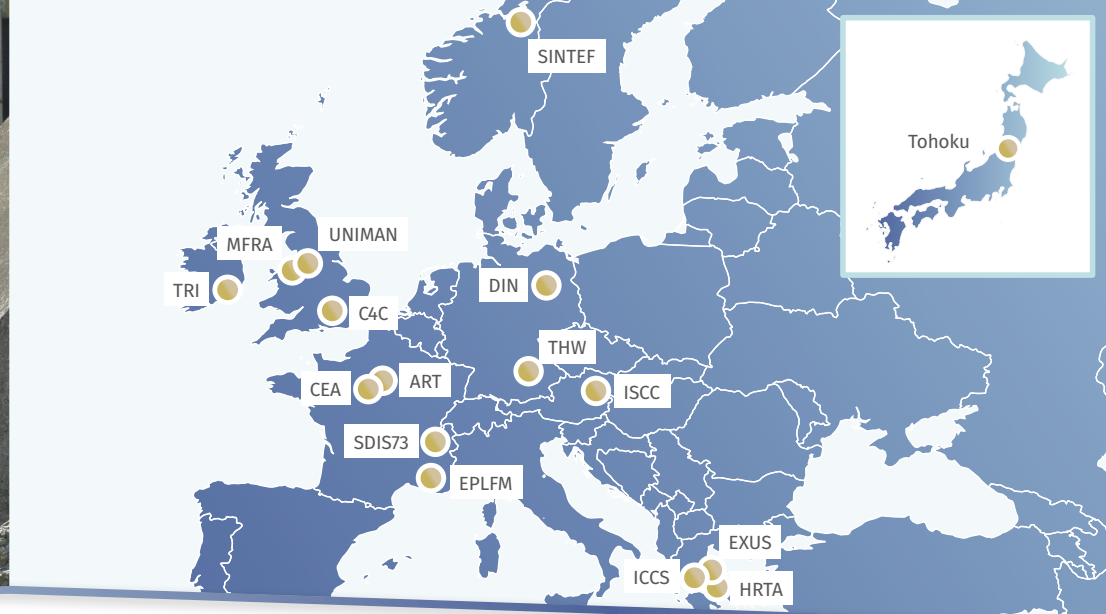 SINTEF
Tohoku
UNIMAN
MFRA
TRI
DIN
C4C
THW
CEA
ART
ISCC
SDIS73
EPLFM
EXUS
ICCS
HRTA